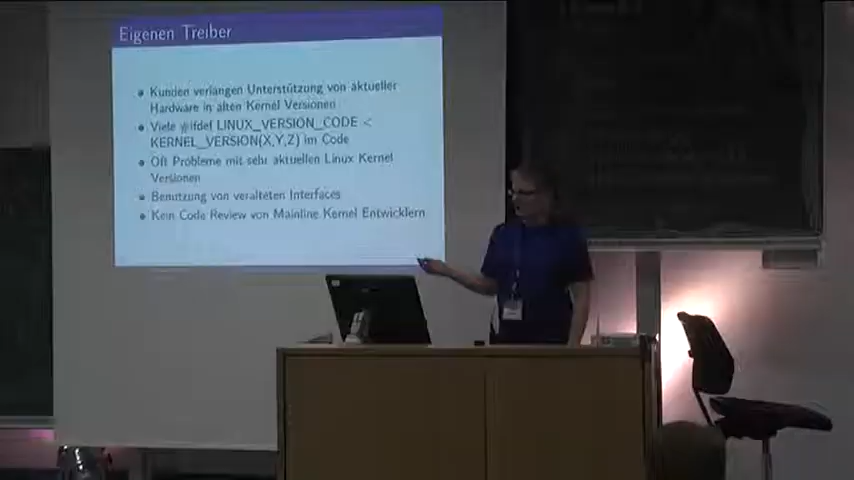 Eigenen Treiber
Kunden verlangen Unterstützung von aktueller
Hardware in alten Kernel Versionen
Viele #ifdef LINUX_VERSION_CODE <
KERNEL_VERSION(X,Y,Z) im Code
Oft Probleme mit sehr aktuellen Linux Kernel
Versionen
Benutzung von veralteten Interfaces
Kein Code Review von Mainline Kernel Entwicklern